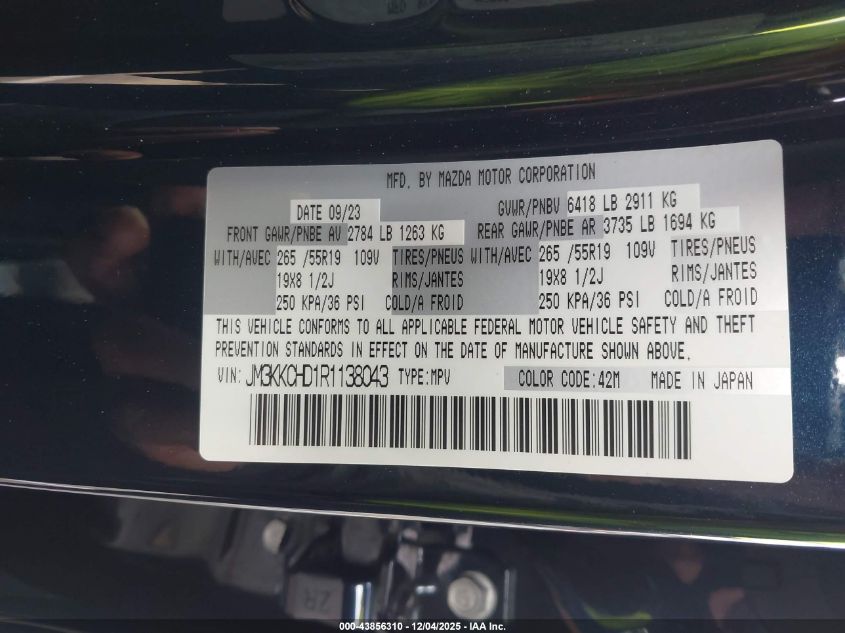 MFD. BY MAZDA MOTOR CORPORATION
DATE 09/23 GVWR/PNBV 6418 LB 2911 KG
FRONT GAWR/PNBE AV 2784 LB 1263 KG REAR GAWR/PNBE AR 3735 LB 1694 KG
WITH/AVEC 265 /55R19 109V TIRES/PNEUS WITH/AVEC 265 /55R19 109V TIRES/PNEUS
19X8 1/2J RIMS/JANTES 19X8 1/2J RIMS/JANTES
250 KPA/36 PSI COLD/A FROID 250 KPA/36 PSI COLD/A FROID
THIS VEHICLE CONFORMS TO ALL APPLICABLE FEDERAL MOTOR VEHICLE SAFETY AND THEFT
PREVENTION STANDARDS IN EFFECT ON THE DATE OF MANUFACTURE SHOWN ABOVE.
VIN: JM3KKCHD1R1138043 TYPE:MPV COLOR CODE:42M MADE IN JAPAN
2R
000-43856310 - 12/04/2025 - IAA Inc.